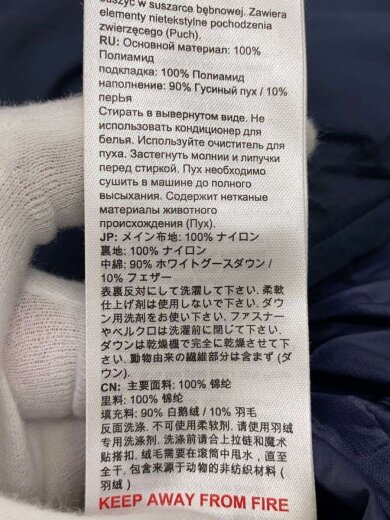 suszyć w suszarce bębnowej. Zawiera
elementy nietekstylne pochodzenia
zwierzęcego (Puch).
RU: Основной материал: 100%
Полиамид
подкладка: 100% Полиамид
наполнение: 90% Гусиный пух / 10%
перЬя
Стирать в вывернутом виде. Не
использовать кондиционер для
белья. Используйте очиститель для
пуха. Застегнуть молнии и липучки
перед стиркой. Пух необходимо
сушить в машине до полного
высыхания. Содержит нетканые
материалы животного
происхождения (Пух).
JP: メイン布地: 100% ナイロン
裏地: 100% ナイロン
中綿: 90% ホワイトグースダウン /
10% フェザー
表裏反対にして洗濯して下さい. 柔軟
仕上げ剤は使用しないで下さい. ダウ
ン用洗剤をお使い下さい. ファスナー
やベルクロは洗濯前に閉じて下さい.
ダウンは乾燥機で完全に乾燥させて下
さい. 動物由来の繊維部分は含まず (ダ
ウン).
CN: 主要面料: 100% 锦纶
里料: 100% 锦纶
填充料: 90% 白鹅绒 / 10% 羽毛
反面洗涤. 不可使用柔软剂. 请使用羽绒
专用洗涤剂. 洗涤前请合上拉链和魔术
贴搭扣. 绒毛需要在滚筒中甩水, 直至
全干. 包含来源于动物的非纺织材料 (
羽绒)
KEEP AWAY FROM FIRE